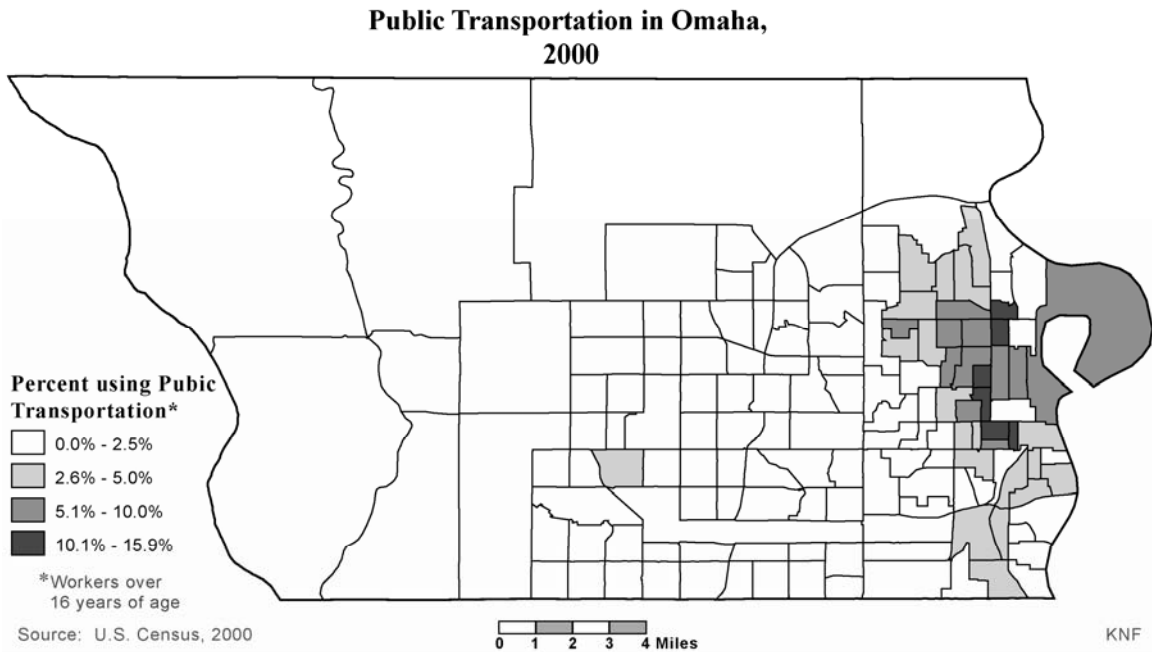 Public Transportation in Omaha,
2000
Percent using Pubic
Transportation*
0.0% - 2.5%
2.6% - 5.0%
5.1% - 10.0%
10.1% - 15.9%
*Workers over
16 years of age
Source: U.S. Census, 2000
0 1 2 3 4 Miles
KNF